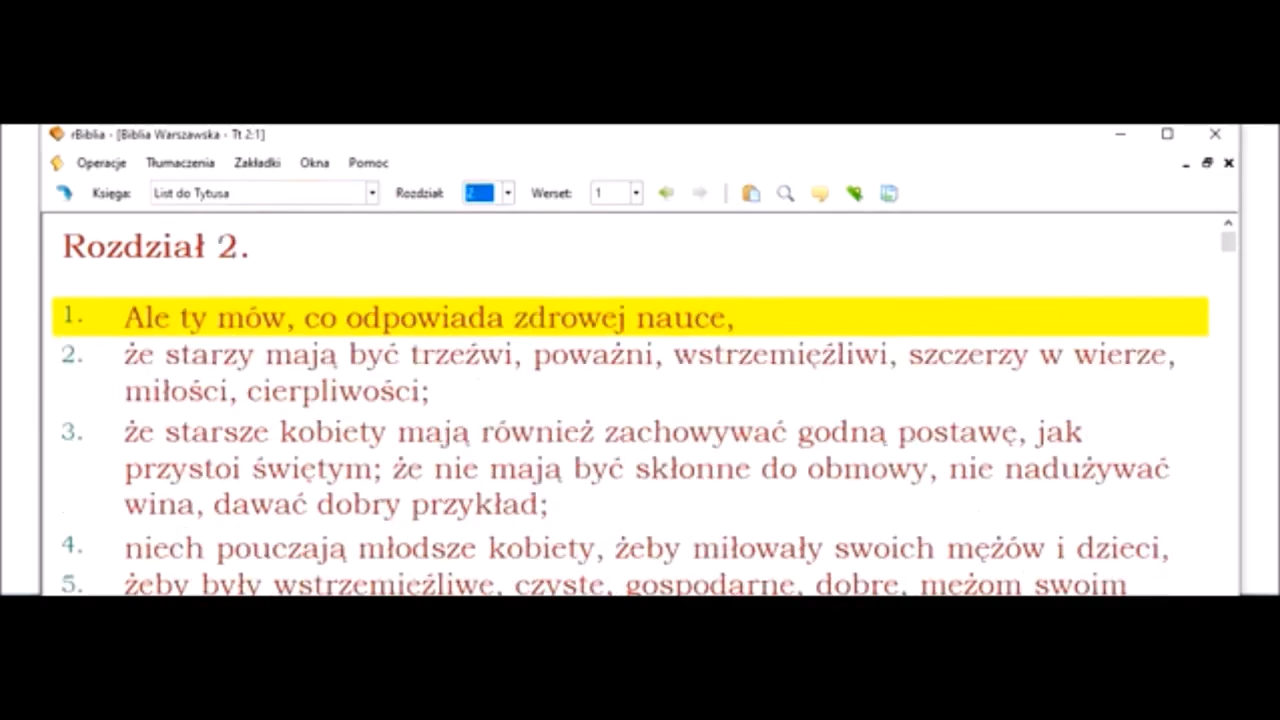 rBiblia - [Biblia Warszawska - Tt 2:1]
Operacje Tłumaczenia Zakładki Okna Pomoc
Księga: List do Tytusa Rozdział: 2 Werset: 1
Rozdział 2.
1. Ale ty mów, co odpowiada zdrowej nauce,
2. że starzy mają być trzeźwi, poważni, wstrzemięźliwi, szczerzy w wierze,
miłości, cierpliwości;
3. że starsze kobiety mają również zachowywać godną postawę, jak
przystoi świętym; że nie mają być skłonne do obmowy, nie nadużywać
wina, dawać dobry przykład;
4. niech pouczają młodsze kobiety, żeby miłowały swoich mężów i dzieci,
5. żeby były wstrzemięźliwe, czyste, gospodarne, dobre, mężom swoim